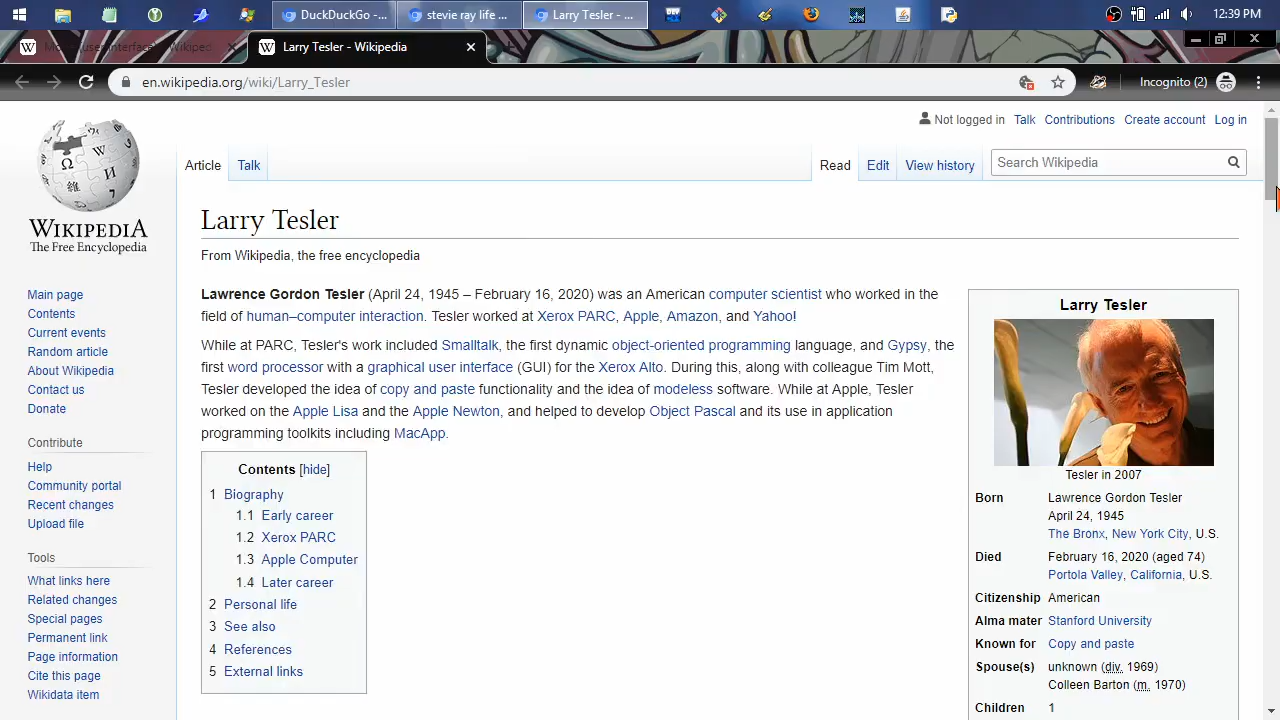 DuckDuckGo -...
stevie ray life ...
Larry Tesler - ...
12:39 PM
Larry Tesler - Wikipedia
en.wikipedia.org/wiki/Larry_Tesler
Incognito (2)
Not logged in Talk Contributions Create account Log in
Article Talk Read Edit View history Search Wikipedia
WIKIPEDIA
The Free Encyclopedia
Main page
Contents
Current events
Random article
About Wikipedia
Contact us
Donate
Contribute
Help
Community portal
Recent changes
Upload file
Tools
What links here
Related changes
Special pages
Permanent link
Page information
Cite this page
Wikidata item
Larry Tesler
From Wikipedia, the free encyclopedia
Lawrence Gordon Tesler (April 24, 1945 – February 16, 2020) was an American computer scientist who worked in the
field of human–computer interaction. Tesler worked at Xerox PARC, Apple, Amazon, and Yahoo!
While at PARC, Tesler's work included Smalltalk, the first dynamic object-oriented programming language, and Gypsy, the
first word processor with a graphical user interface (GUI) for the Xerox Alto. During this, along with colleague Tim Mott,
Tesler developed the idea of copy and paste functionality and the idea of modeless software. While at Apple, Tesler
worked on the Apple Lisa and the Apple Newton, and helped to develop Object Pascal and its use in application
programming toolkits including MacApp.
Contents [hide]
1 Biography
1.1 Early career
1.2 Xerox PARC
1.3 Apple Computer
1.4 Later career
2 Personal life
3 See also
4 References
5 External links
Larry Tesler
Tesler in 2007
Born Lawrence Gordon Tesler
April 24, 1945
The Bronx, New York City, U.S.
Died February 16, 2020 (aged 74)
Portola Valley, California, U.S.
Citizenship American
Alma mater Stanford University
Known for Copy and paste
Spouse(s) unknown (div. 1969)
Colleen Barton (m. 1970)
Children 1